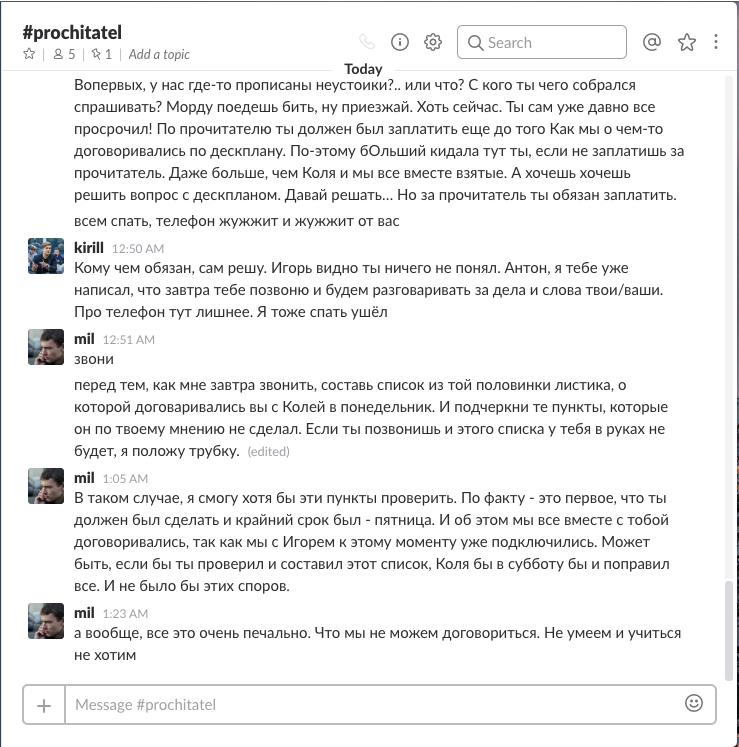 #prochitatel
5 | 1 | Add a topic
Search
Today
Вопервых, у нас где-то прописаны неустоики?.. или что? С кого ты чего собрался
спрашивать? Морду поедешь бить, ну приезжай. Хоть сейчас. Ты сам уже давно все
просрочил! По прочитателю ты должен был заплатить еще до того Как мы о чем-то
договоривались по дескплану. По-этому бОльший кидала тут ты, если не заплатишь за
прочитатель. Даже больше, чем Коля и мы все вместе взятые. А хочешь хочешь
решить вопрос с дескпланом. Давай решать... Но за прочитатель ты обязан заплатить.
всем спать, телефон жужжит и жужжит от вас
kirill 12:50 AM
Кому чем обязан, сам решу. Игорь видно ты ничего не понял. Антон, я тебе уже
написал, что завтра тебе позвоню и будем разговаривать за дела и слова твои/ваши.
Про телефон тут лишнее. Я тоже спать ушёл
mil 12:51 AM
звони
перед тем, как мне завтра звонить, составь список из той половинки листика, о
которой договаривались вы с Колей в понедельник. И подчеркни те пункты, которые
он по твоему мнению не сделал. Если ты позвонишь и этого списка у тебя в руках не
будет, я положу трубку. (edited)
mil 1:05 AM
В таком случае, я смогу хотя бы эти пункты проверить. По факту - это первое, что ты
должен был сделать и крайний срок был - пятница. И об этом мы все вместе с тобой
договоривались, так как мы с Игорем к этому моменту уже подключились. Может
быть, если бы ты проверил и составил этот список, Коля бы в субботу бы и поправил
все. И не было бы этих споров.
mil 1:23 AM
а вообще, все это очень печально. Что мы не можем договориться. Не умеем и учиться
не хотим
Message #prochitatel